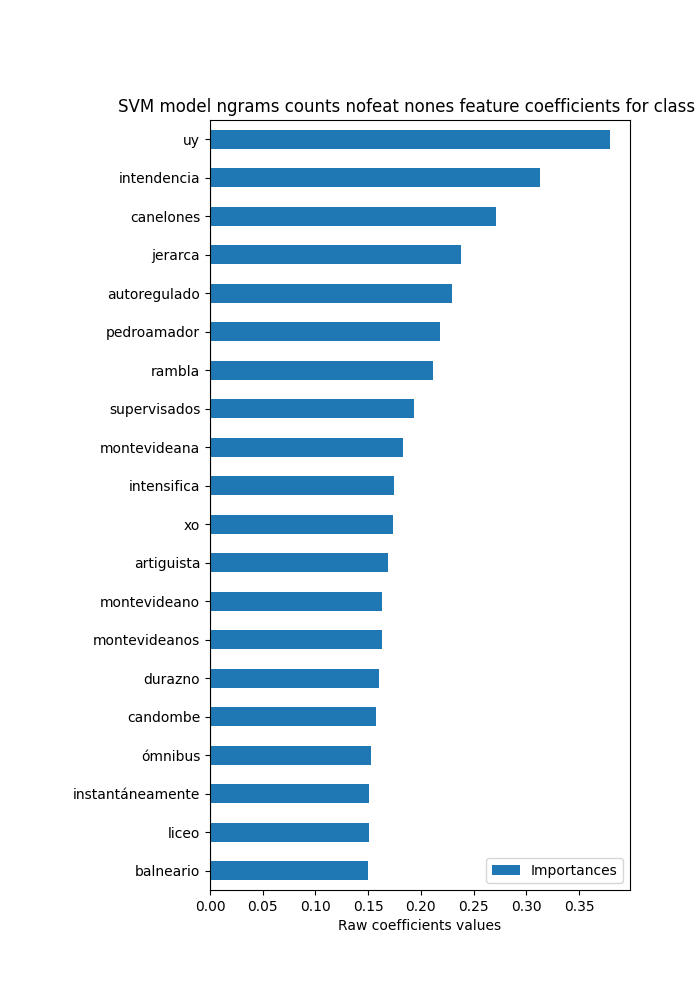 SVM model ngrams counts nofeat nones feature coefficients for class
uy
intendencia
canelones
jerarca
autoregulado
pedroamador
rambla
supervisados
montevideana
intensifica
xo
artiguista
montevideano
montevideanos
durazno
candombe
ómnibus
instantáneamente
liceo
balneario
Importances
0.00 0.05 0.10 0.15 0.20 0.25 0.30 0.35
Raw coefficients values